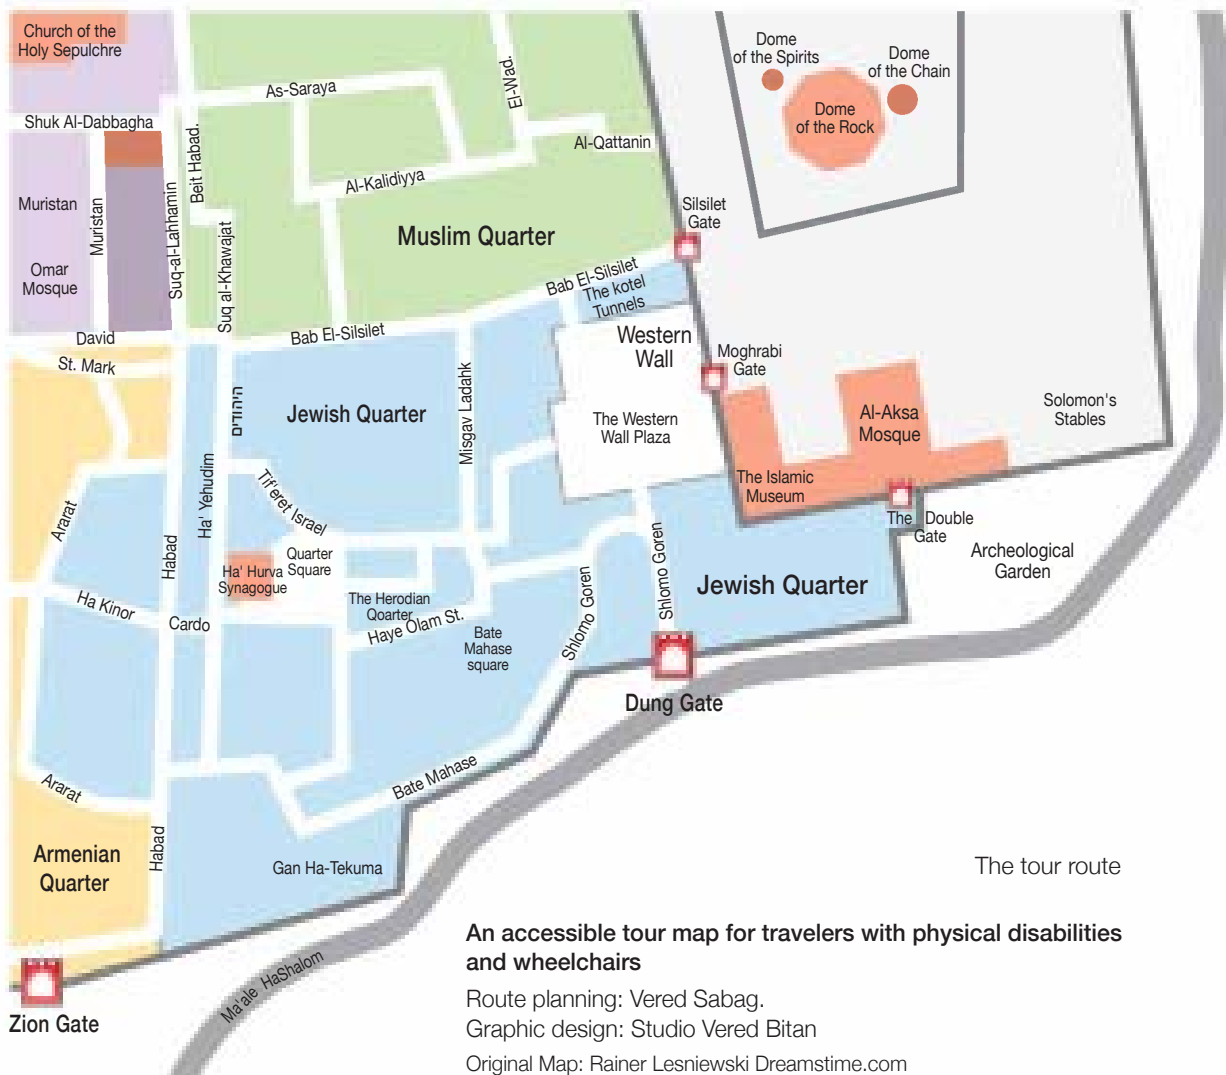 Church of the
Holy Sepulchre
Dome
of the Spirits
Dome
of the Chain
Dome
of the Rock
As-Saraya
El-Wad.
Shuk Al-Dabbagha
Al-Qattanin
Beit Habad.
Al-Kalidiyya
Muristan
Muristan
Suq-al-Lahhamin
Suq al-Khawajat
Silsilet
Gate
Muslim Quarter
Omar
Mosque
Bab El-Silsilet
The kotel
Tunnels
David
Bab El-Silsilet
Western
Wall
St. Mark
Moghrabi
Gate
היהודים
Jewish Quarter
Misgav Ladahk
The Western
Wall Plaza
Al-Aksa
Mosque
Solomon's
Stables
The Islamic
Museum
Ararat
Ha' Yehudim
Tif'eret Israel
The Double
Gate
Archeological
Garden
Habad
Ha' Hurva
Synagogue
Quarter
Square
Shlomo Goren
Shlomo Goren
Jewish Quarter
Ha Kinor
Cardo
The Herodian
Qoarter
Haye Olam St.
Bate
Mahase
square
Dung Gate
Ararat
Bate Mahase
Habad
Armenian
Quarter
Gan Ha-Tekuma
The tour route
Ma'ale HaShalom
Zion Gate
An accessible tour map for travelers with physical disabilities
and wheelchairs
Route planning: Vered Sabag.
Graphic design: Studio Vered Bitan
Original Map: Rainer Lesniewski Dreamstime.com